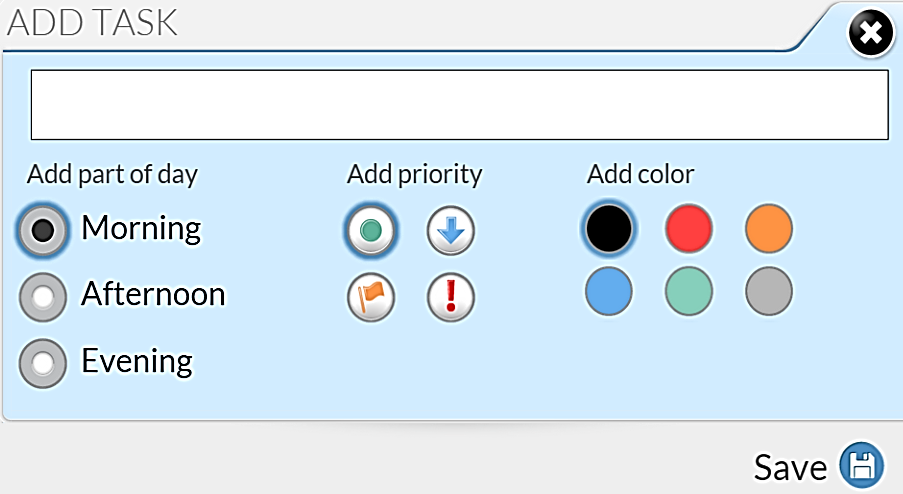 ADD TASK
Add part of day
Add priority
Add color
Morning
Afternoon
Evening
Save